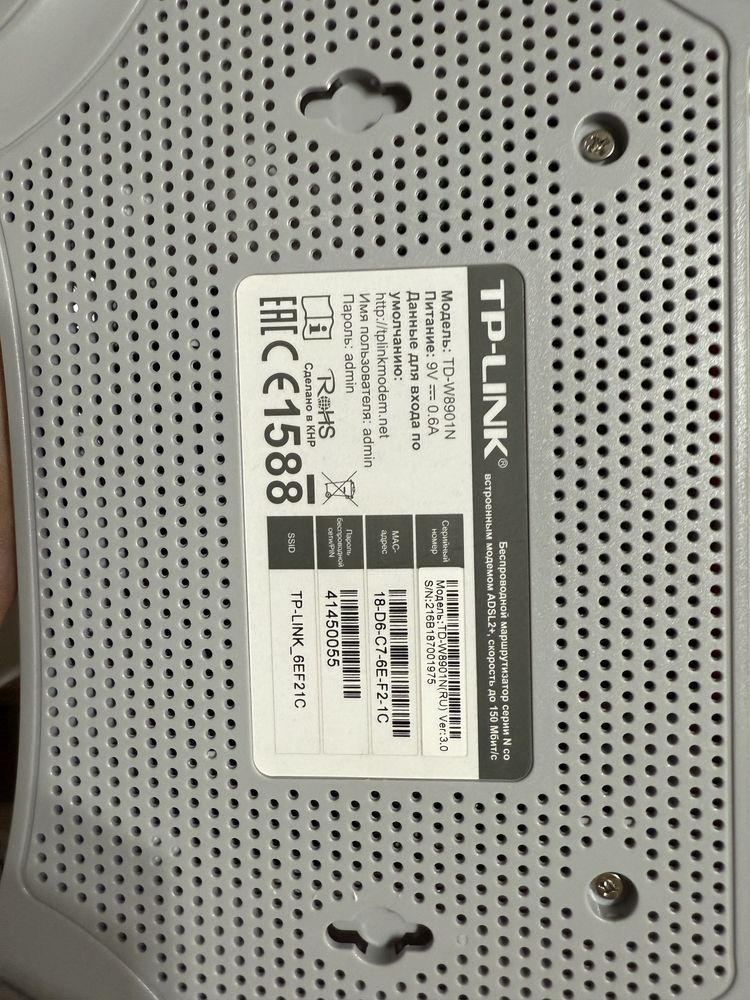 TP-LINK®
Беспроводной маршрутизатор серии N со
встроенным модемом ADSL2+, скорость до 150 Мбит/с
Модель: TD-W8901N
Питание: 9V⎓0.6A
Данные для входа по
умолчанию:
http://tplinkmodem.net
Имя пользователя: admin
Пароль: admin
RoHS
Сделано в КНР
EAC CE1588
Серийный
номер
Модель:TD-W8901N(RU) Ver:3.0
S/N:216B187001975
MAC-
адрес
18-D6-C7-6E-F2-1C
Пароль
беспроводной
сети/PIN
41450055
SSID
TP-LINK_6EF21C